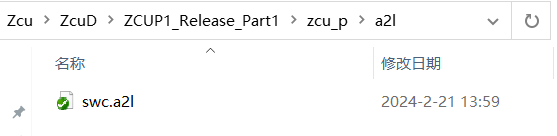 Zcu > ZcuD > ZCUP1_Release_Part1 > zcu_p > a2l
名称 修改日期
swc.a2l 2024-2-21 13:59